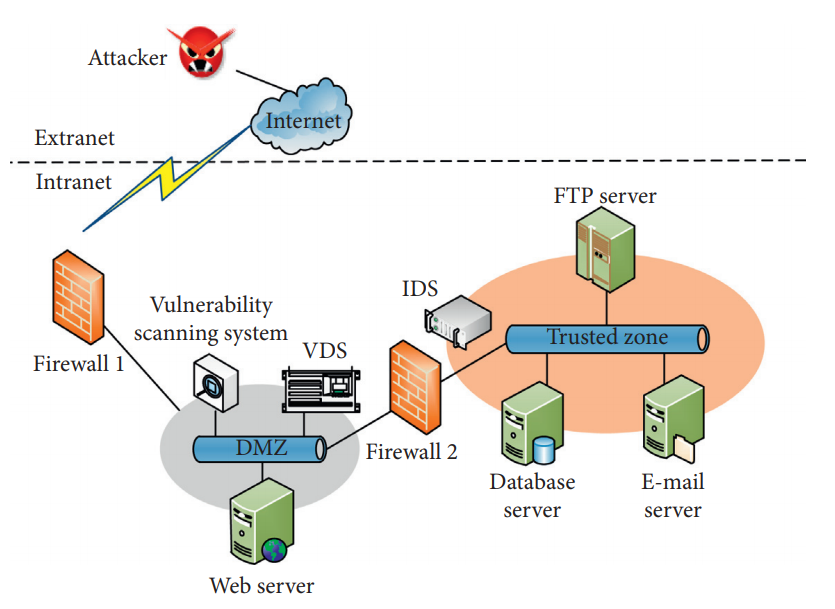 Attacker
Internet
Extranet
Intranet
FTP server
IDS
Vulnerability
scanning system
Trusted zone
VDS
Firewall 1
DMZ
Firewall 2
Database
server
E-mail
server
Web server